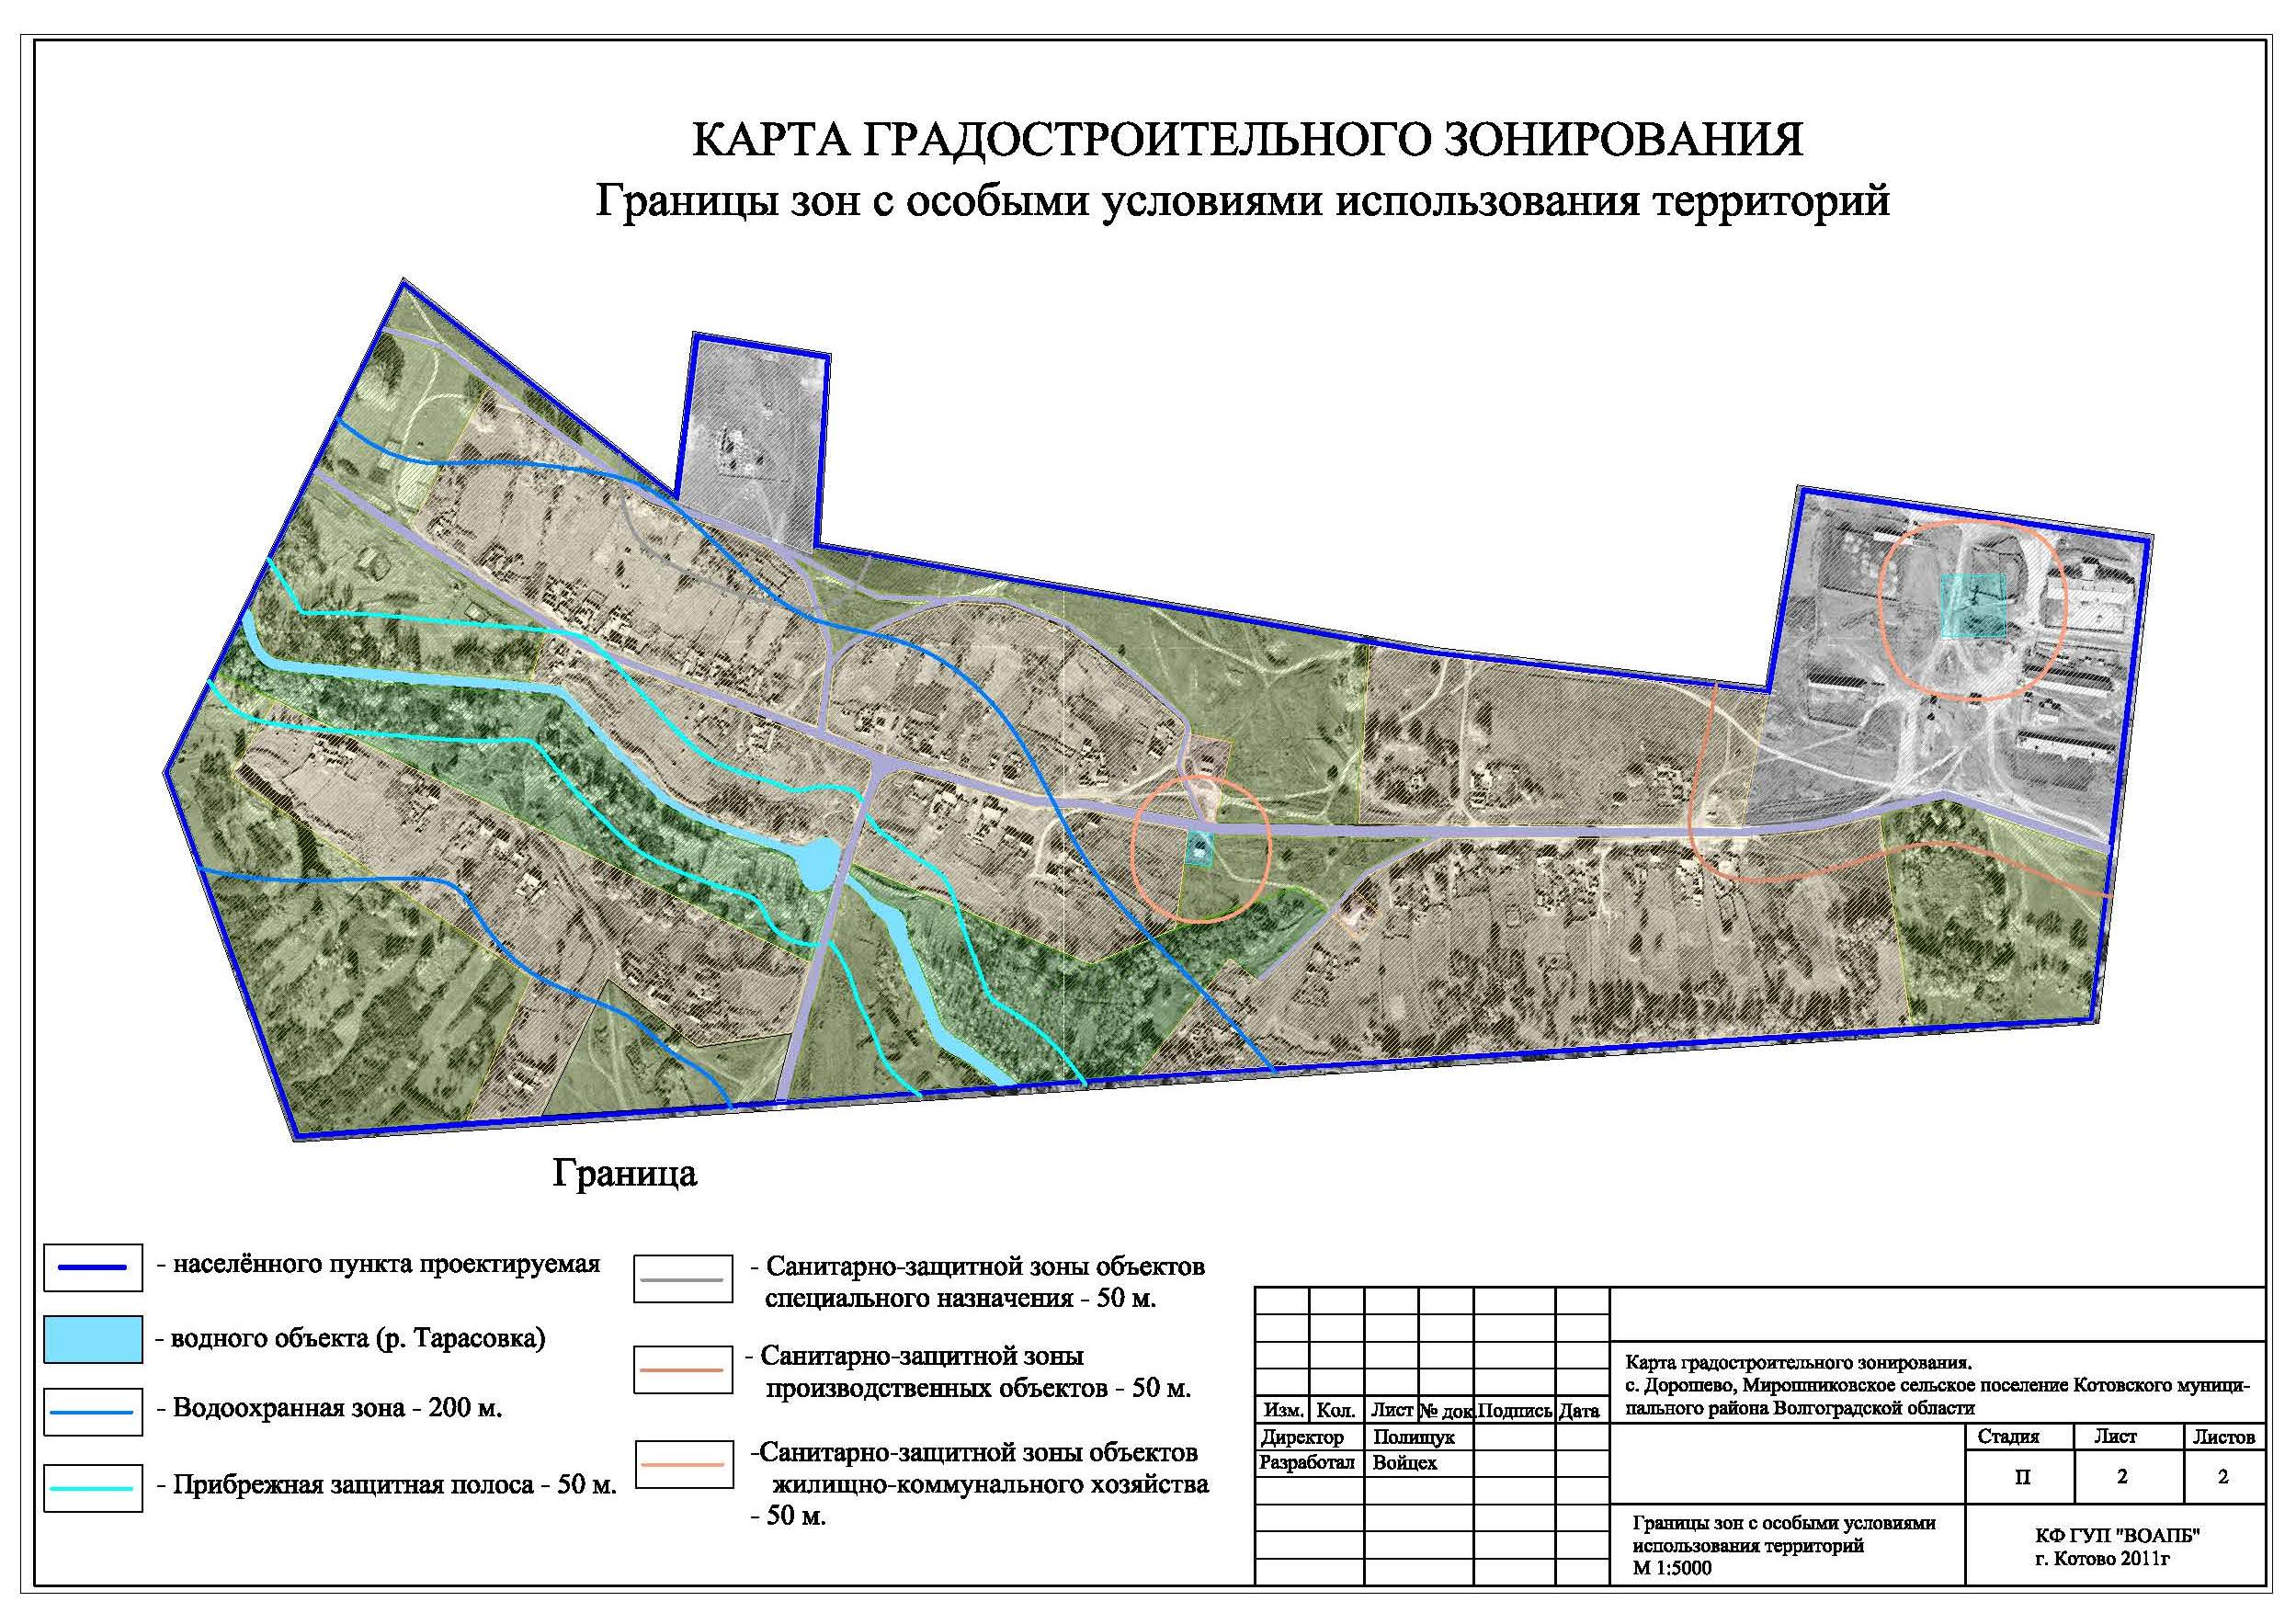 КАРТА ГРАДОСТРОИТЕЛЬНОГО ЗОНИРОВАНИЯ
Границы зон с особыми условиями использования территорий
Граница
- населённого пункта проектируемая
- водного объекта (р. Тарасовка)
- Водоохранная зона - 200 м.
- Прибрежная защитная полоса - 50 м.
- Санитарно-защитной зоны объектов
специального назначения - 50 м.
- Санитарно-защитной зоны
производственных объектов - 50 м.
-Санитарно-защитной зоны объектов
жилищно-коммунального хозяйства
- 50 м.
Изм. Кол. Лист № док. Подпись Дата
Директор Полищук
Разработал Войцех
Карта градостроительного зонирования.
с. Дорошево, Мирошниковское сельское поселение Котовского муници-
пального района Волгоградской области
Стадия Лист Листов
П 2 2
Границы зон с особыми условиями
использования территорий
М 1:5000
КФ ГУП "ВОАПБ"
г. Котово 2011г